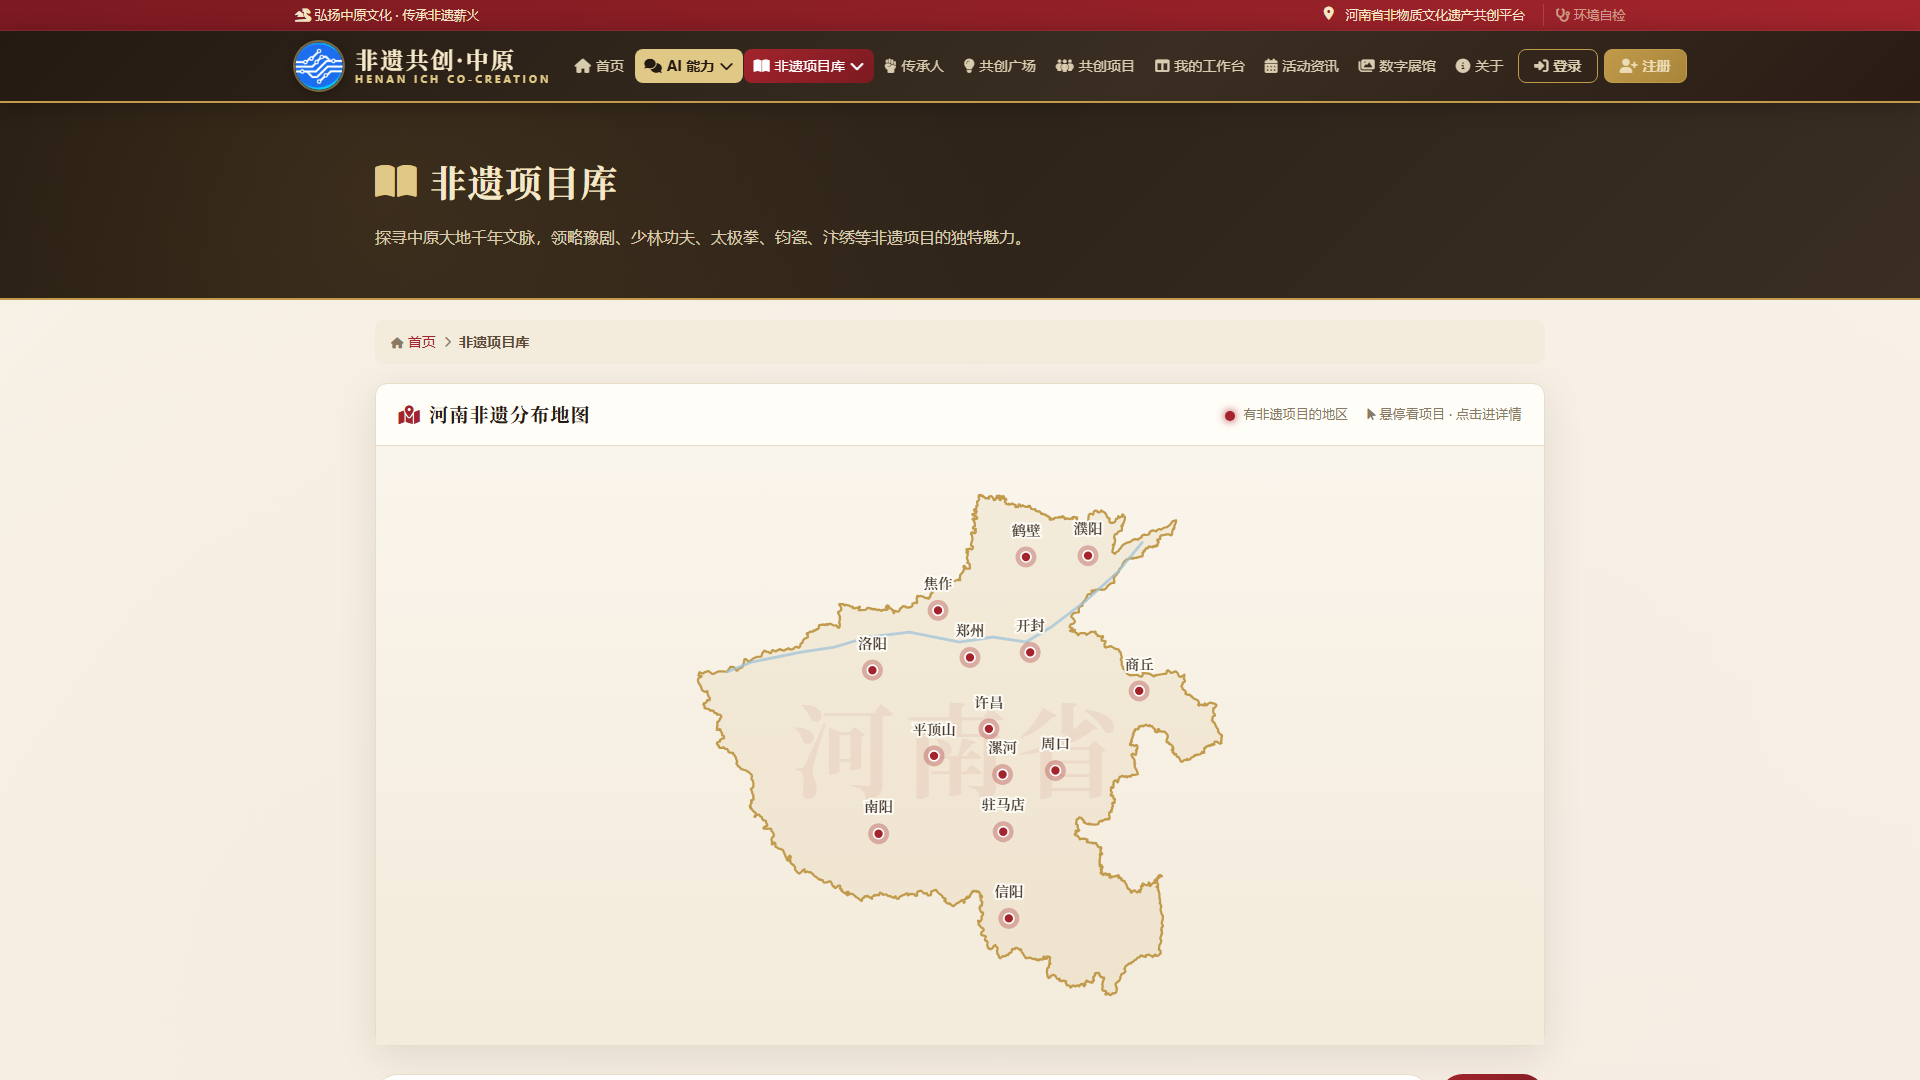 弘扬中原文化 · 传承非遗薪火
河南省非物质文化遗产共创平台
环境自检
非遗共创·中原
HENAN ICH CO-CREATION
首页
AI 能力
非遗项目库
传承人
共创广场
共创项目
我的工作台
活动资讯
数字展馆
关于
登录
注册
非遗项目库
探寻中原大地千年文脉，领略豫剧、少林功夫、太极拳、钧瓷、汴绣等非遗项目的独特魅力。
首页
非遗项目库
河南非遗分布地图
有非遗项目的地区
悬停看项目 · 点击进详情
鹤壁
濮阳
焦作
郑州
开封
洛阳
商丘
许昌
平顶山
漯河
周口
河南省
南阳
驻马店
信阳